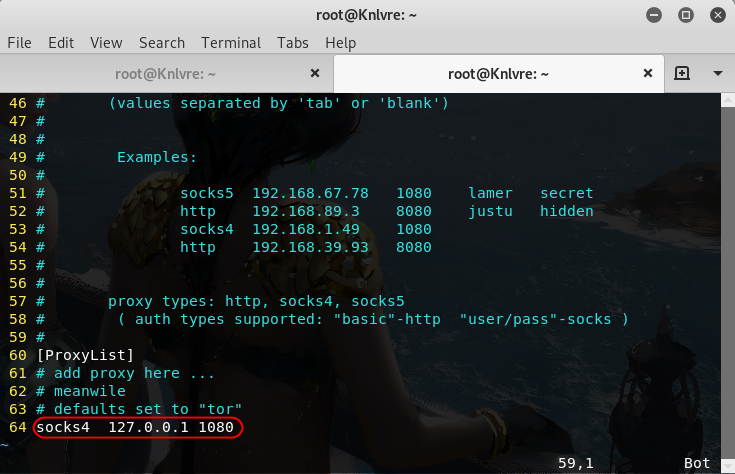 root@Knlvre: ~
File Edit View Search Terminal Tabs Help
root@Knlvre: ~ × root@Knlvre: ~ ×
46 #       (values separated by 'tab' or 'blank')
47 #
48 #
49 #        Examples:
50 #
51 #               socks5  192.168.67.78   1080    lamer   secret
52 #               http    192.168.89.3    8080    justu   hidden
53 #               socks4  192.168.1.49    1080
54 #               http    192.168.39.93   8080
55 #
56 #
57 #       proxy types: http, socks4, socks5
58 #        ( auth types supported: "basic"-http  "user/pass"-socks )
59 #
60 [ProxyList]
61 # add proxy here ...
62 # meanwile
63 # defaults set to "tor"
64 socks4  127.0.0.1 1080
~
59,1 Bot